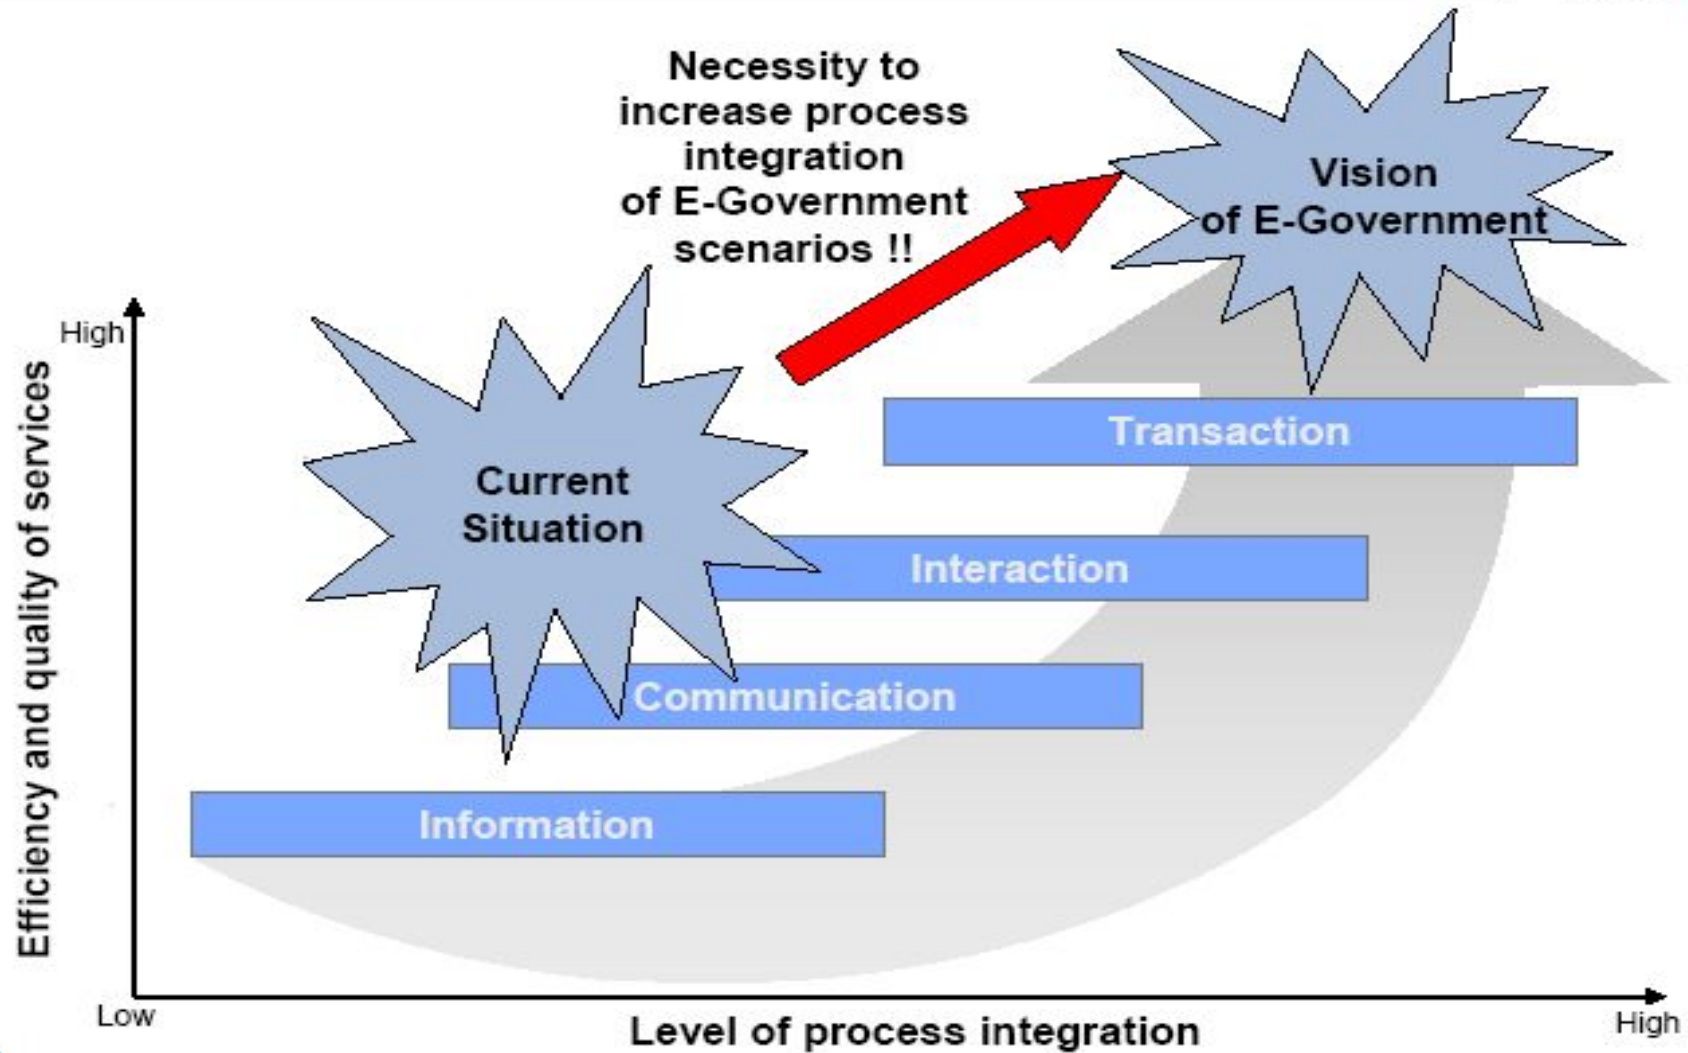 Necessity to
increase process
integration
of E-Government
scenarios !!
Vision
of E-Government
High
Efficiency and quality of services
Current
Situation
Transaction
Interaction
Communication
Information
Low
Level of process integration
High